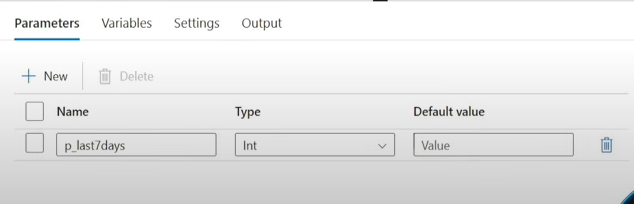 Parameters Variables Settings Output
New Delete
Name Type Default value
p_last7days Int Value